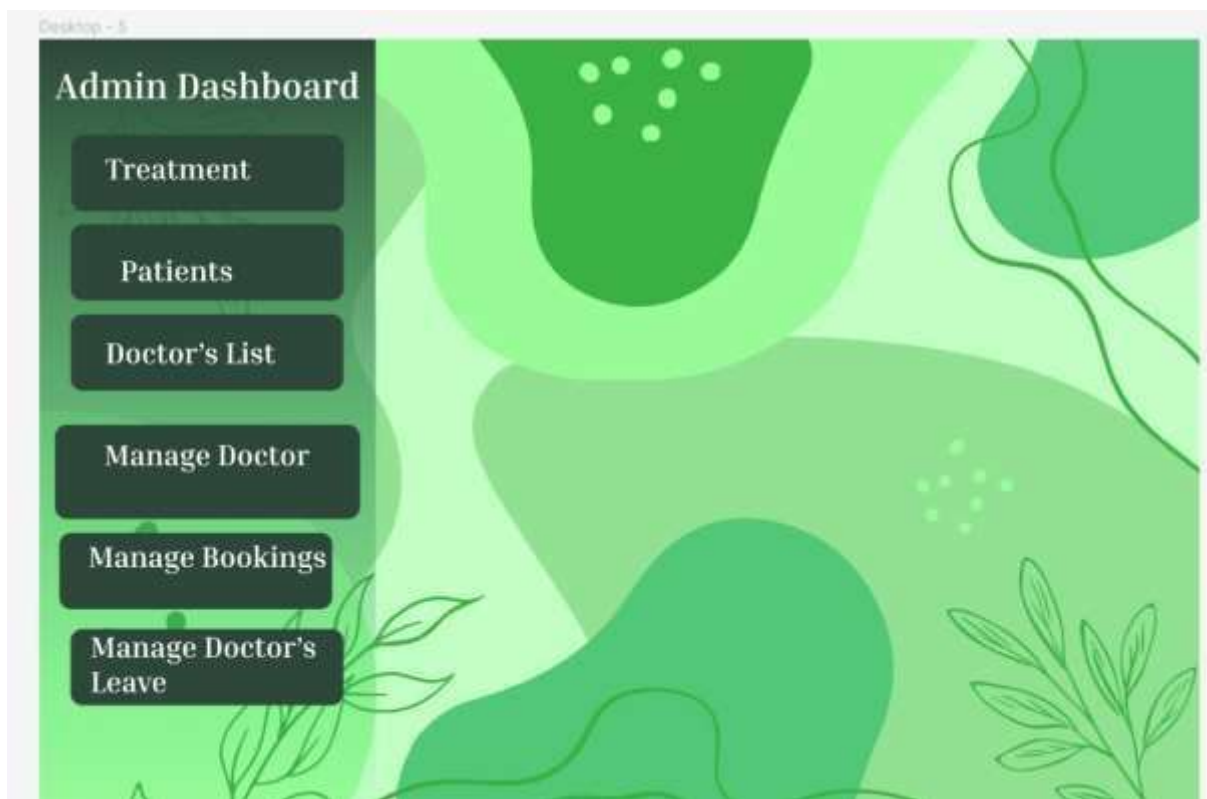 Desktop - 5
Admin Dashboard
Treatment
Patients
Doctor’s List
Manage Doctor
Manage Bookings
Manage Doctor’s
Leave